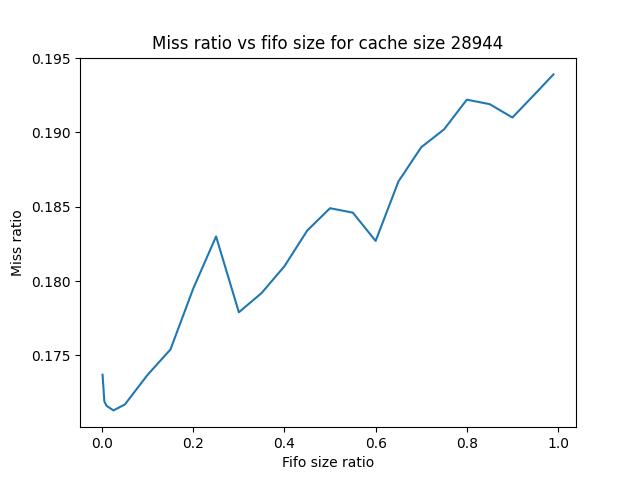 Miss ratio vs fifo size for cache size 28944
0.195
0.190
0.185
0.180
0.175
Miss ratio
0.0 0.2 0.4 0.6 0.8 1.0
Fifo size ratio